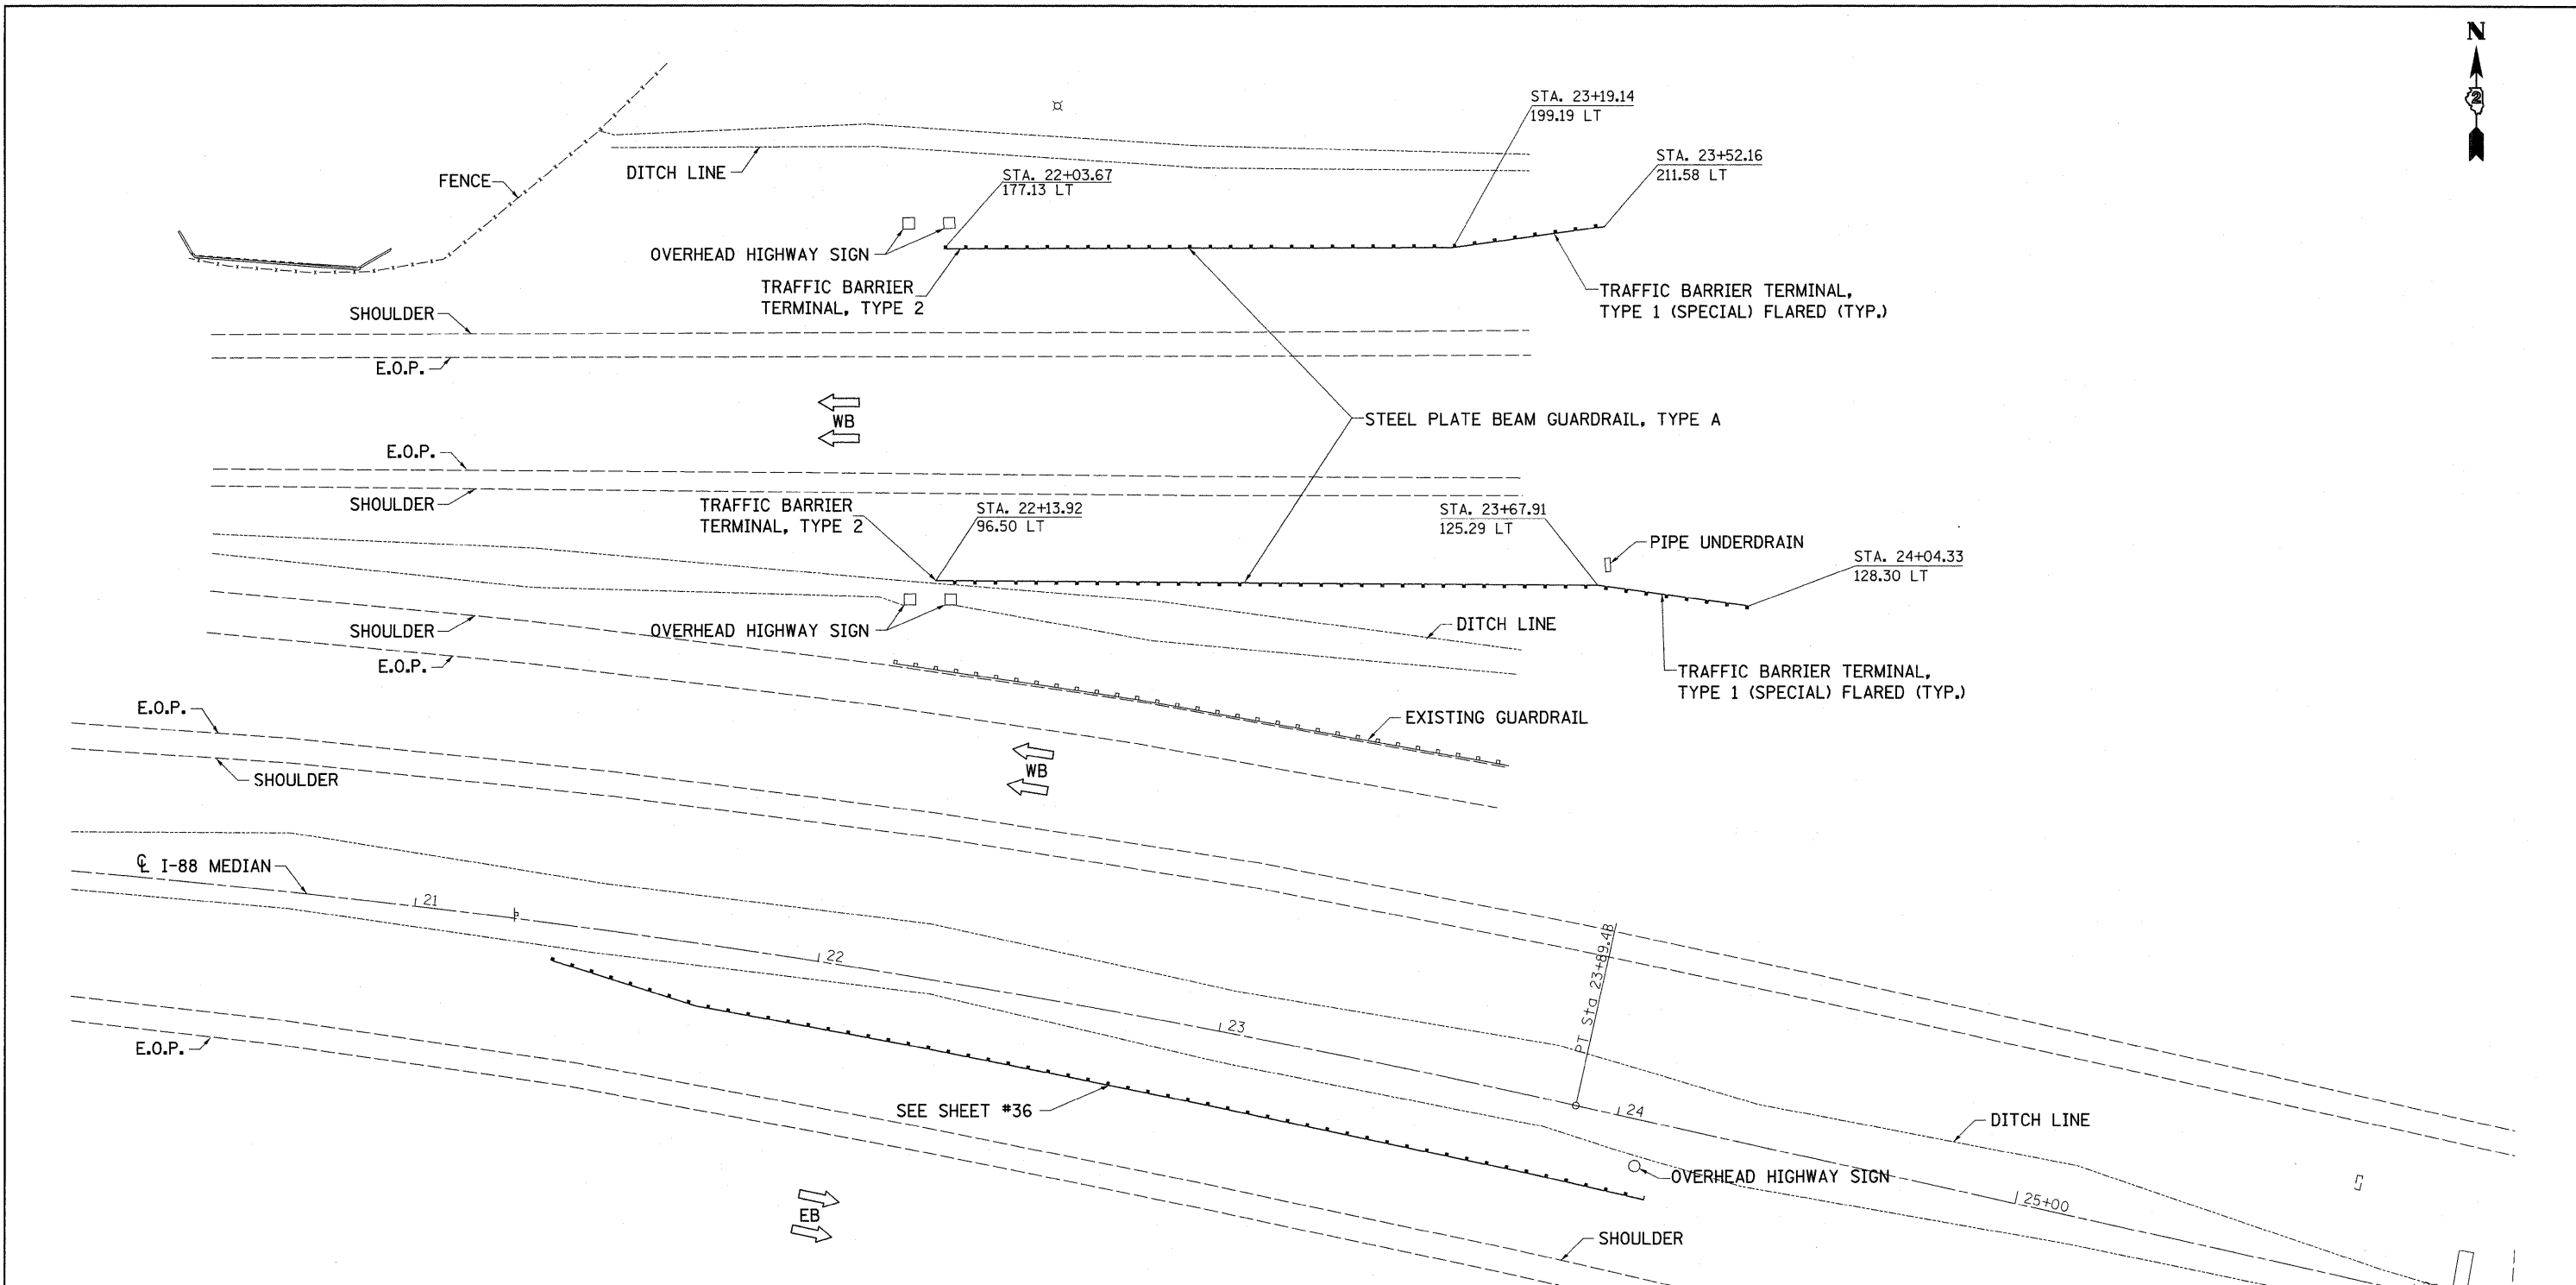 N
2
STA. 23+19.14
199.19 LT
STA. 23+52.16
211.58 LT
DITCH LINE
FENCE
STA. 22+03.67
177.13 LT
OVERHEAD HIGHWAY SIGN
TRAFFIC BARRIER
TERMINAL, TYPE 2
TRAFFIC BARRIER TERMINAL,
TYPE 1 (SPECIAL) FLARED (TYP.)
SHOULDER
E.O.P.
WB
STEEL PLATE BEAM GUARDRAIL, TYPE A
E.O.P.
SHOULDER
TRAFFIC BARRIER
TERMINAL, TYPE 2
STA. 22+13.92
96.50 LT
STA. 23+67.91
125.29 LT
PIPE UNDERDRAIN
STA. 24+04.33
128.30 LT
SHOULDER
OVERHEAD HIGHWAY SIGN
DITCH LINE
E.O.P.
TRAFFIC BARRIER TERMINAL,
TYPE 1 (SPECIAL) FLARED (TYP.)
E.O.P.
EXISTING GUARDRAIL
SHOULDER
WB
℄ I-88 MEDIAN
21
22
23
PT Sta 23+89.48
24
E.O.P.
SEE SHEET #36
DITCH LINE
OVERHEAD HIGHWAY SIGN
25+00
EB
SHOULDER